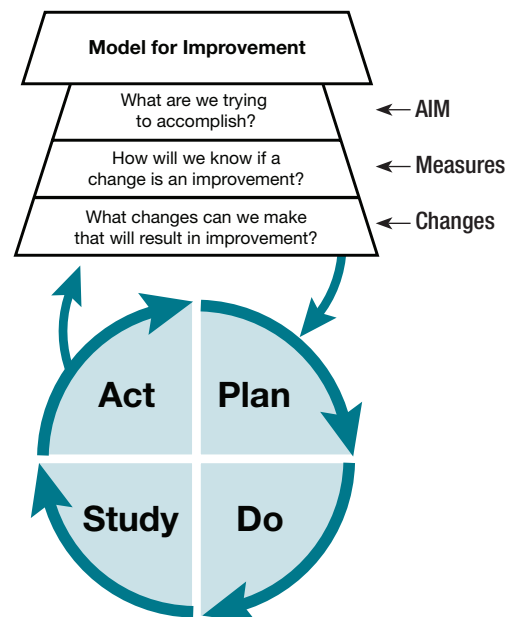 Model for Improvement
What are we trying
to accomplish?
AIM
How will we know if a
change is an improvement?
Measures
What changes can we make
that will result in improvement?
Changes
Act
Plan
Study
Do